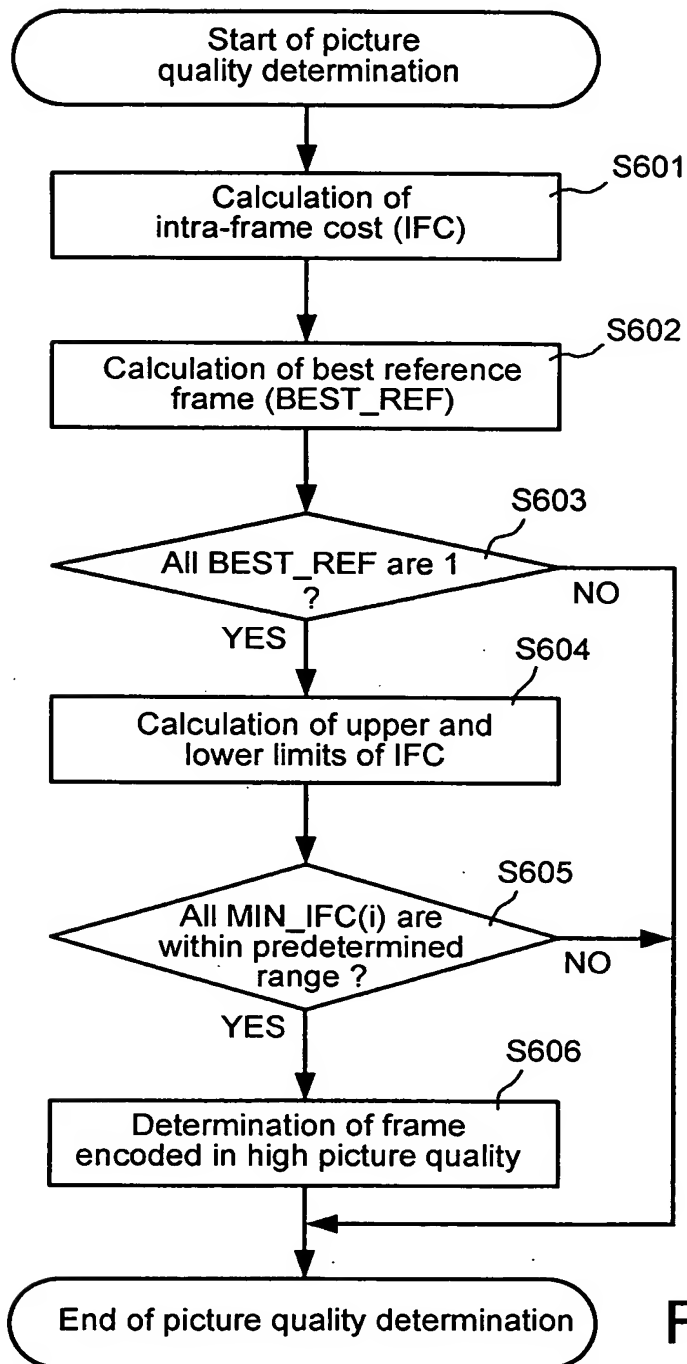 Start of picture
quality determination
S601
Calculation of
intra-frame cost (IFC)
S602
Calculation of best reference
frame (BEST_REF)
S603
All BEST_REF are 1
?
NO
YES
S604
Calculation of upper and
lower limits of IFC
S605
All MIN_IFC(i) are
within predetermined
range ?
NO
YES
S606
Determination of frame
encoded in high picture quality
End of picture quality determination
F